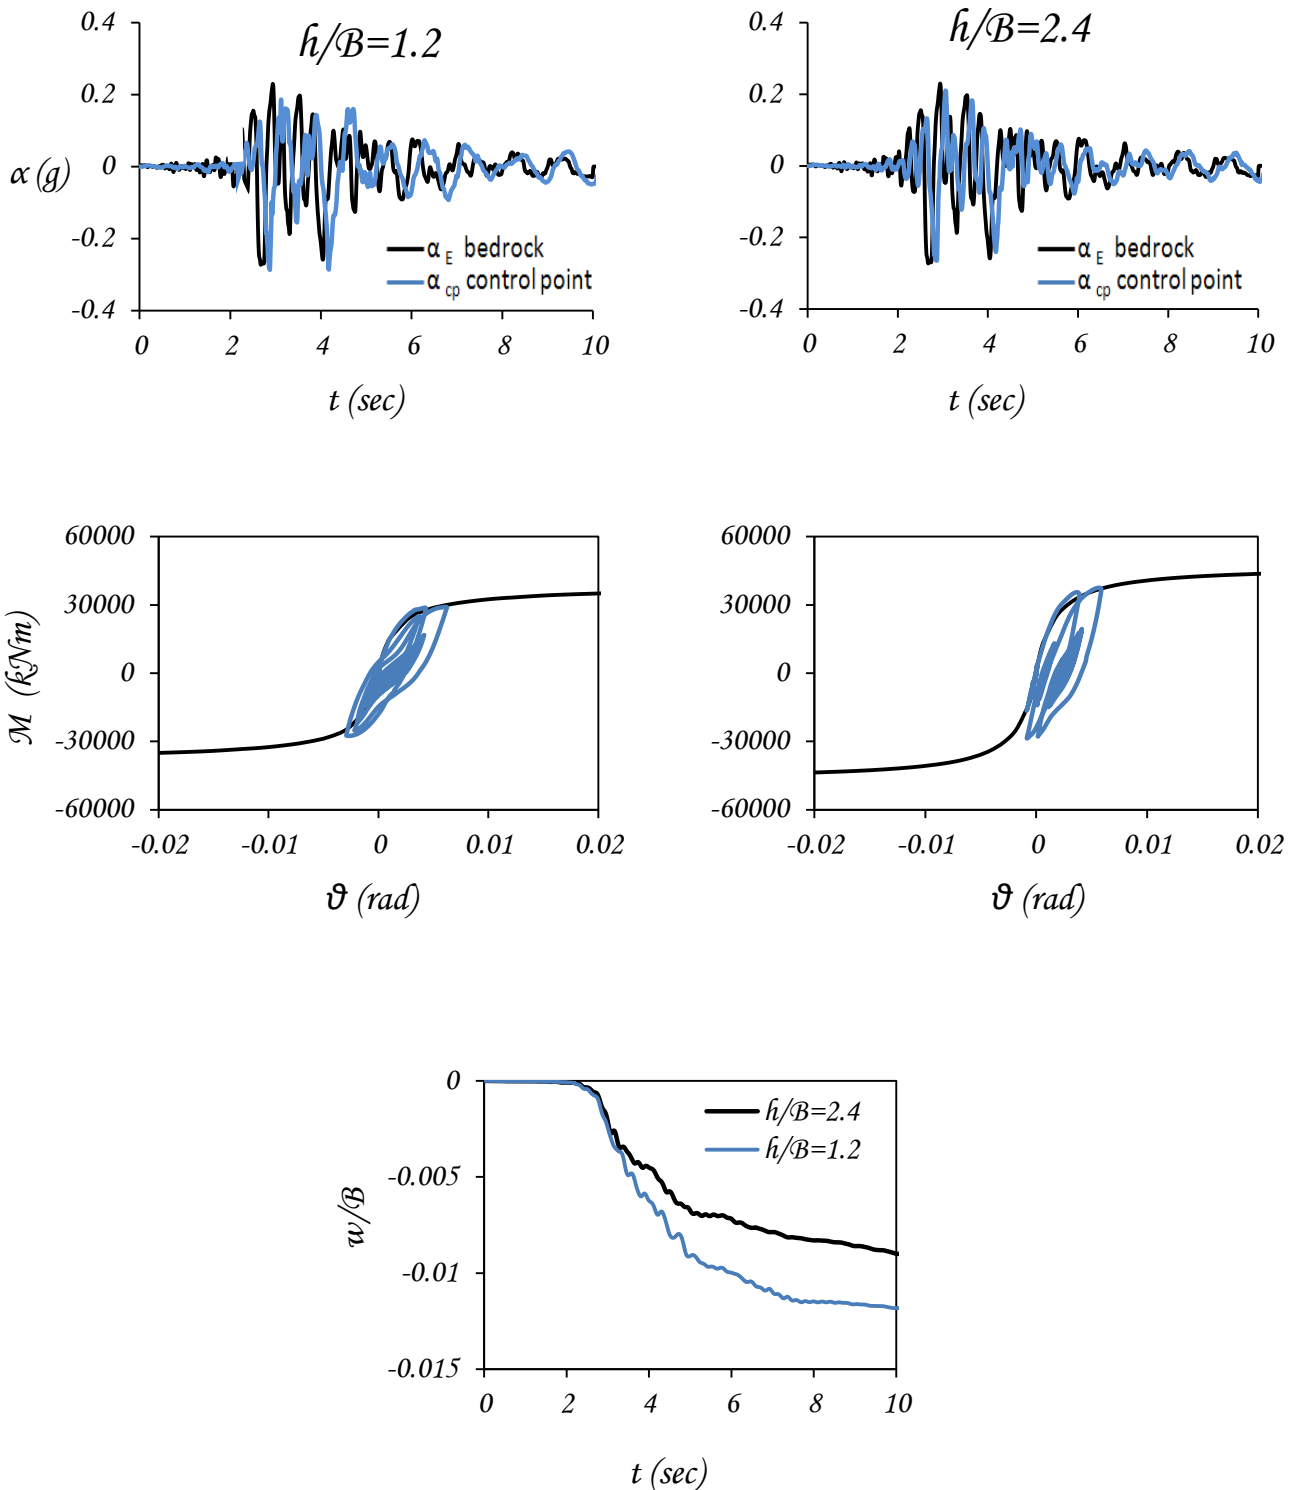 h/B=1.2
0.4
0.2
0
-0.2
-0.4
α (g)
α E bedrock
α cp control point
0 2 4 6 8 10
t (sec)
h/B=2.4
0.4
0.2
0
-0.2
-0.4
α E bedrock
α cp control point
0 2 4 6 8 10
t (sec)
60000
30000
0
-30000
-60000
M (kNm)
-0.02 -0.01 0 0.01 0.02
ϑ (rad)
60000
30000
0
-30000
-60000
-0.02 -0.01 0 0.01 0.02
ϑ (rad)
0
-0.005
-0.01
-0.015
w/B
h/B=2.4
h/B=1.2
0 2 4 6 8 10
t (sec)